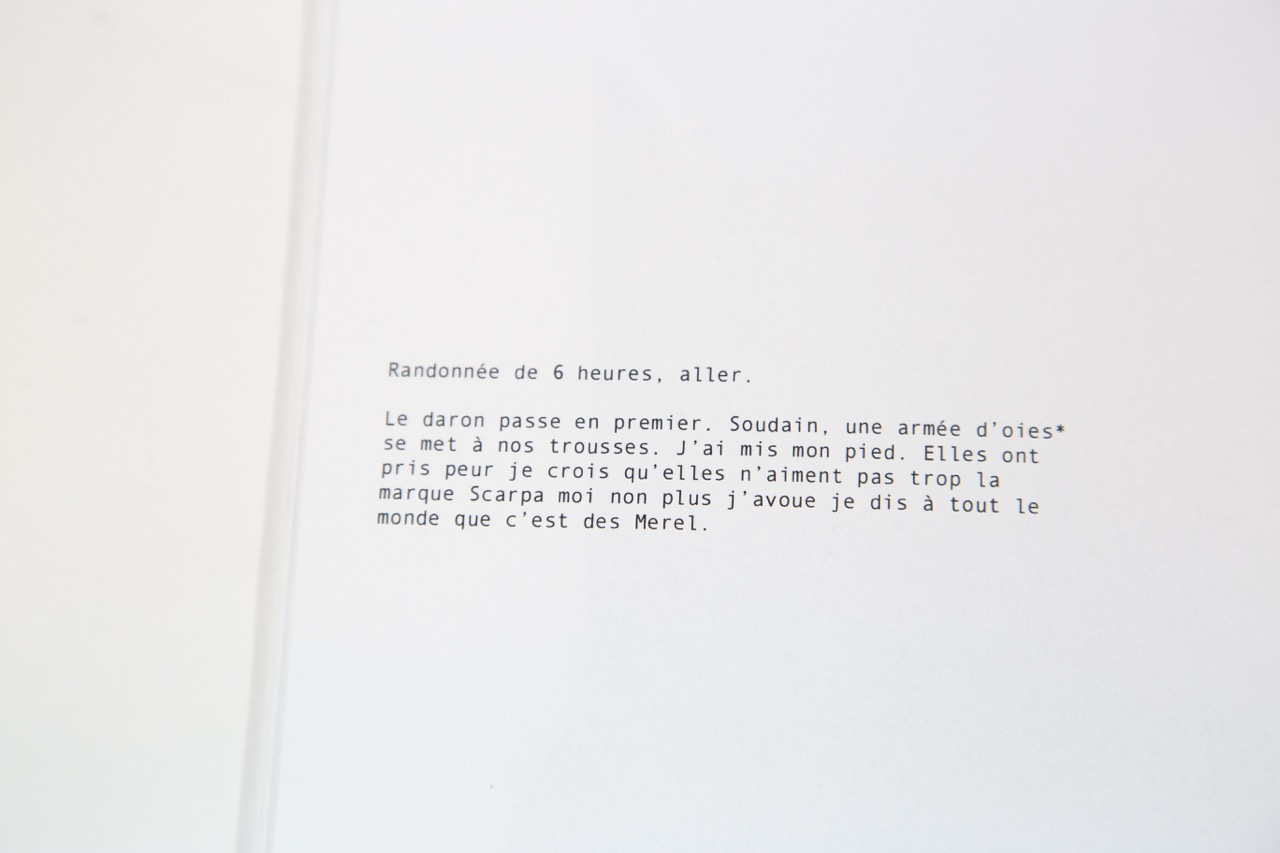 Randonnée de 6 heures, aller.
Le daron passe en premier. Soudain, une armée d'oies*
se met à nos trousses. J'ai mis mon pied. Elles ont
pris peur je crois qu'elles n'aiment pas trop la
marque Scarpa moi non plus j'avoue je dis à tout le
monde que c'est des Merel.